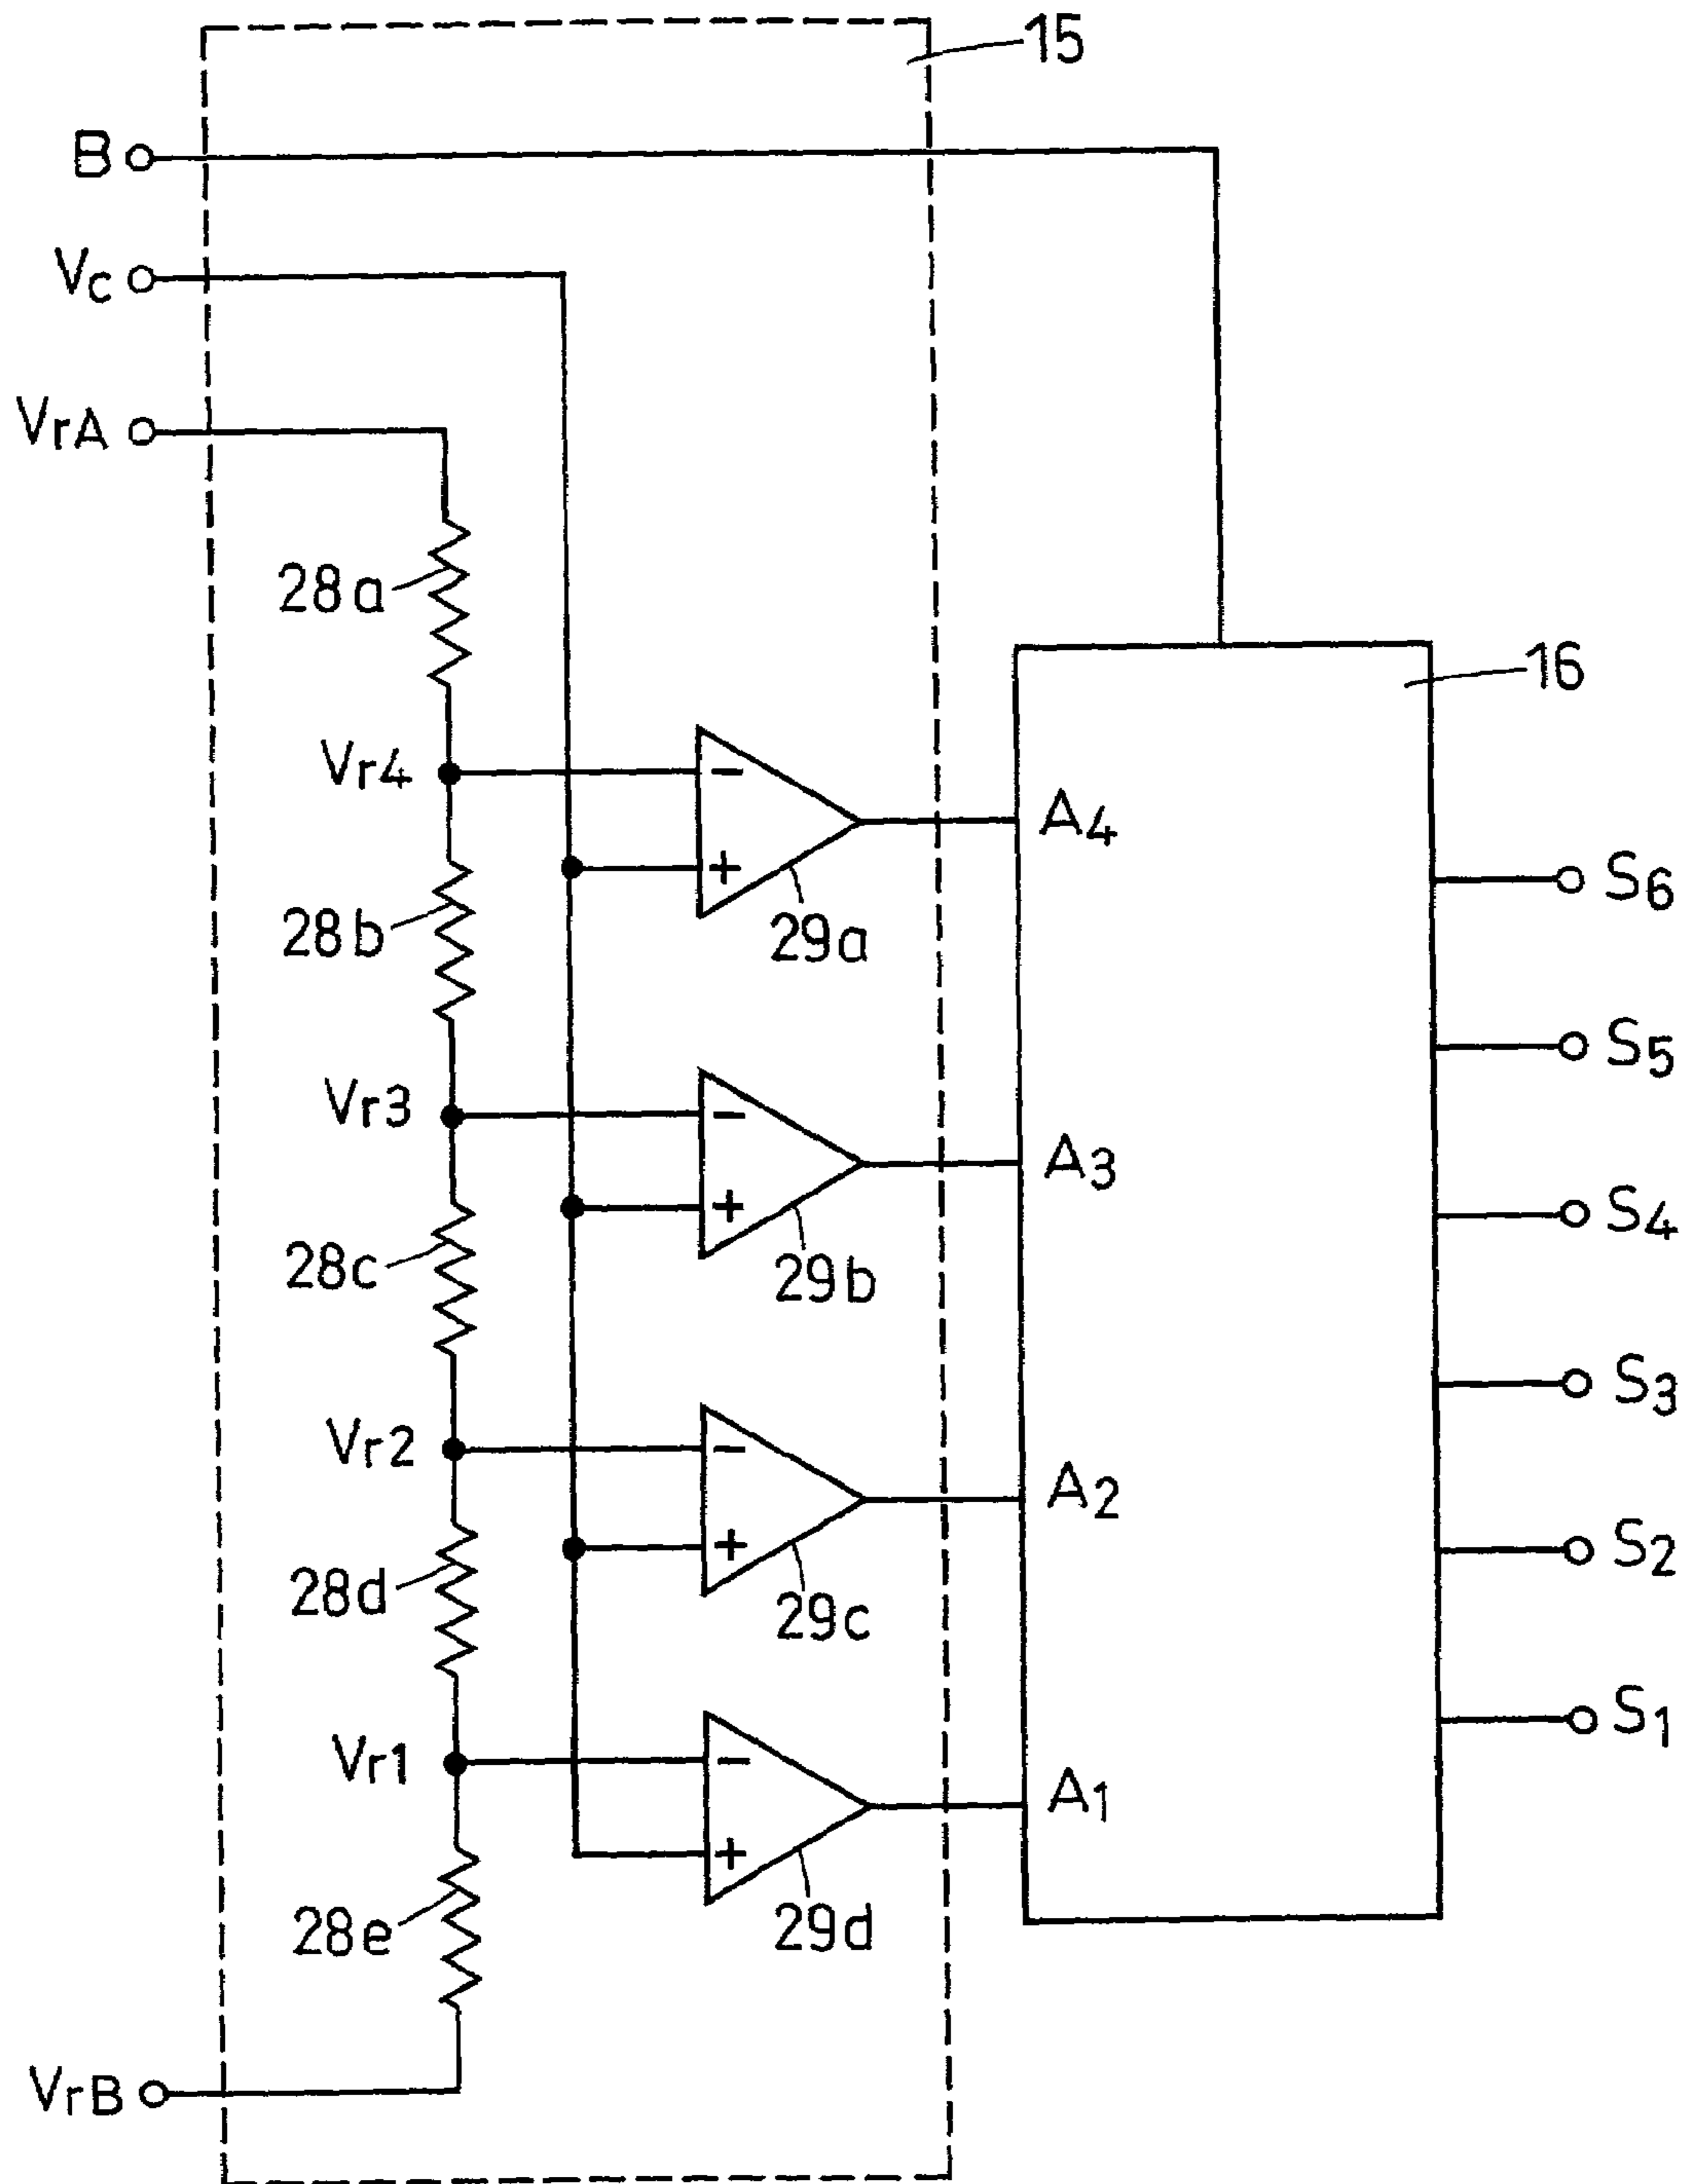 15
B
Vc
VrA
28a
16
Vr4
−
A4
+
28b
29a
S6
S5
Vr3
−
A3
+
28c
29b
S4
S3
Vr2
−
A2
+
28d
29c
S2
S1
Vr1
−
A1
+
28e
29d
VrB